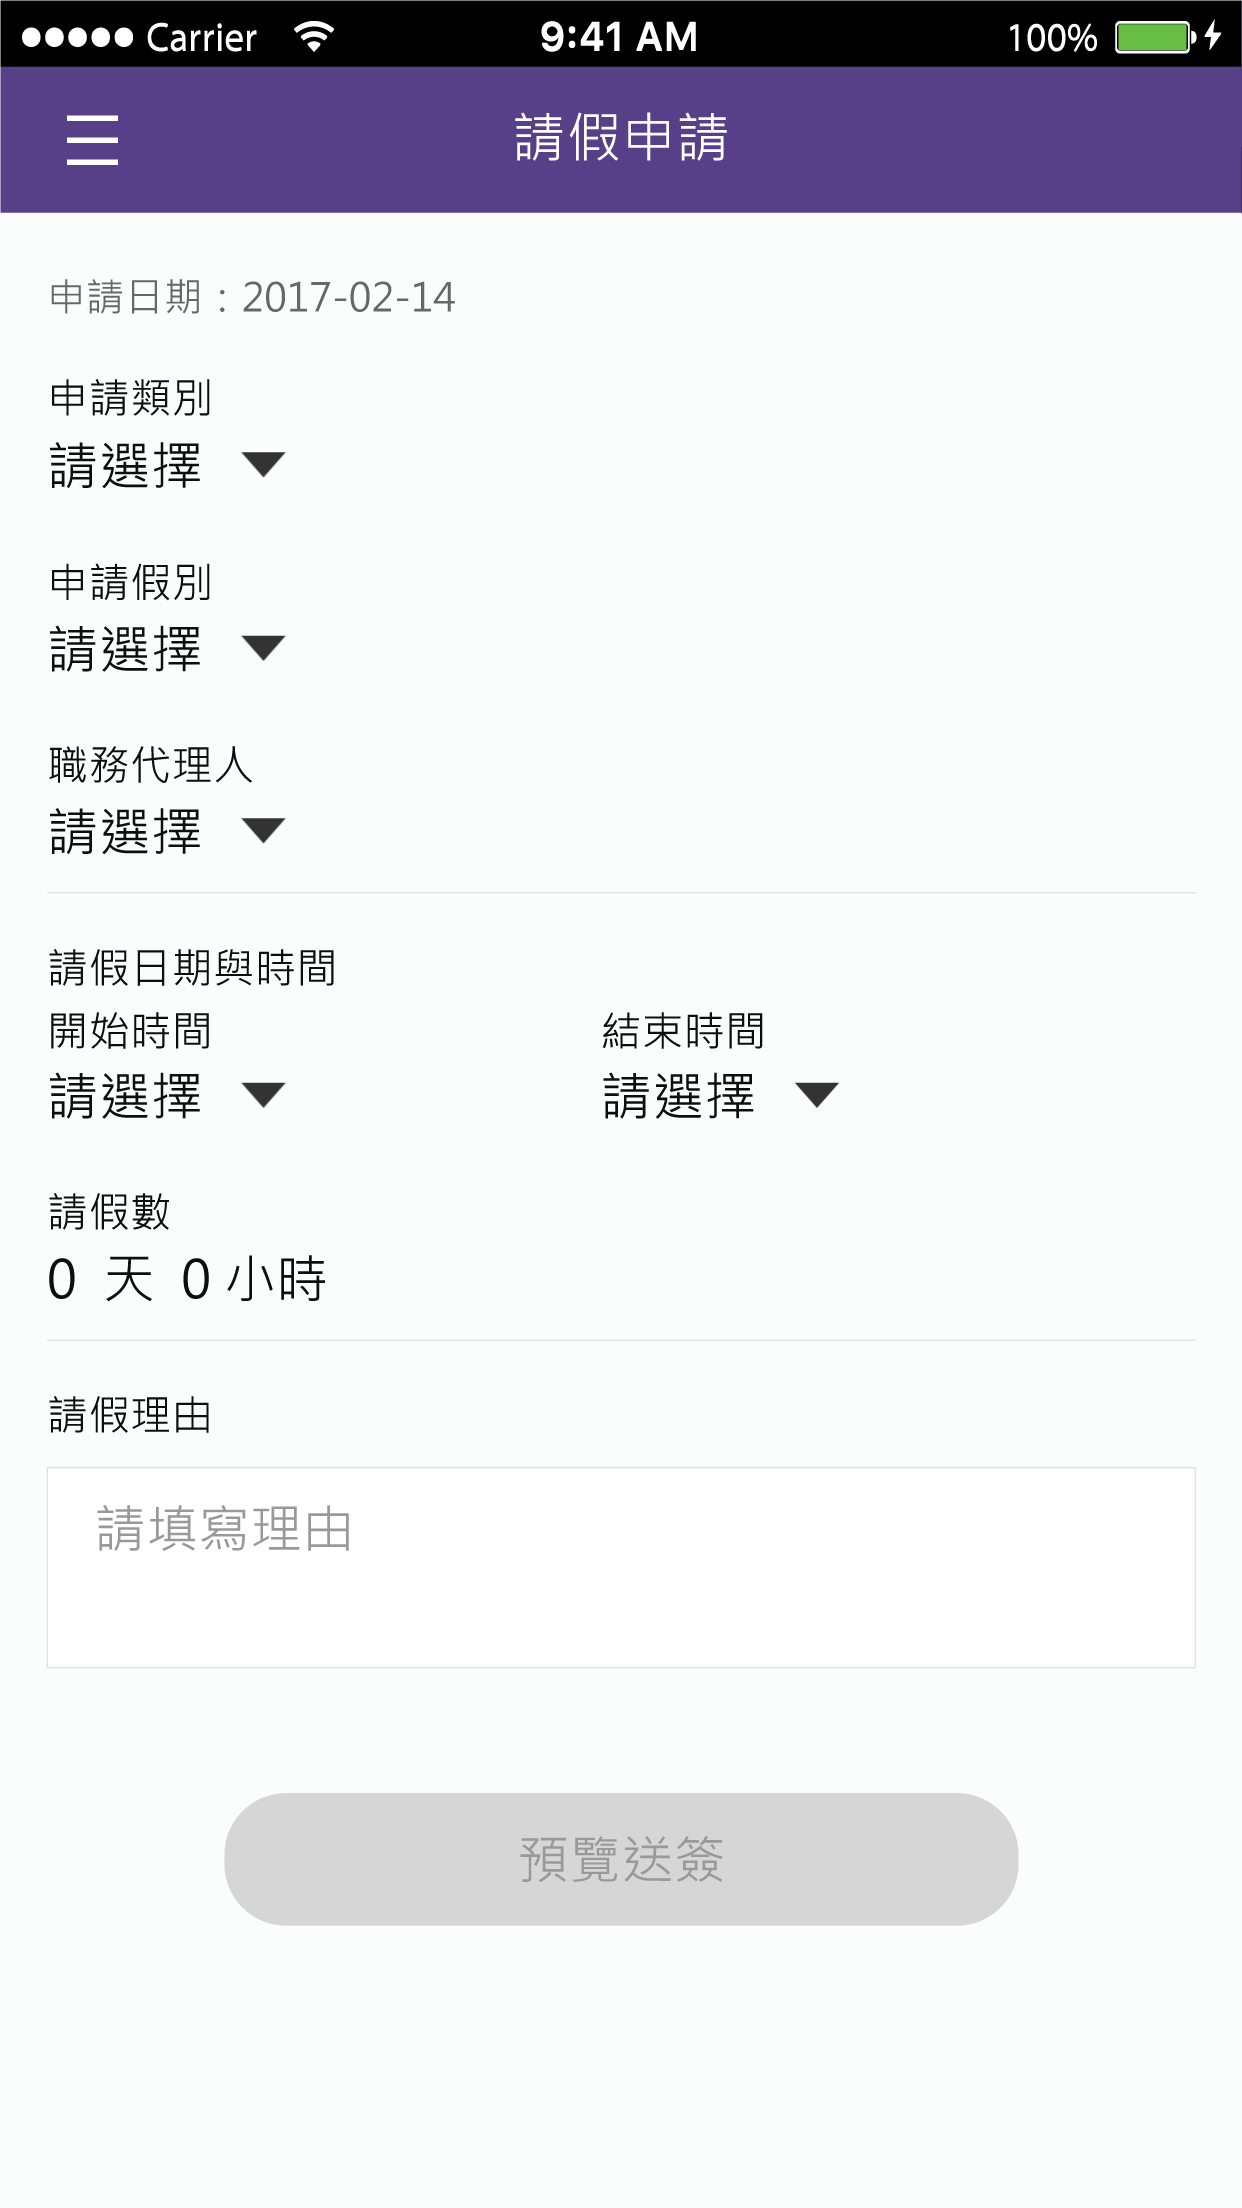 Carrier 9:41 AM 100%
請假申請
申請日期：2017-02-14
申請類別
請選擇
申請假別
請選擇
職務代理人
請選擇
請假日期與時間
開始時間 結束時間
請選擇 請選擇
請假數
0 天 0 小時
請假理由
請填寫理由
預覽送簽